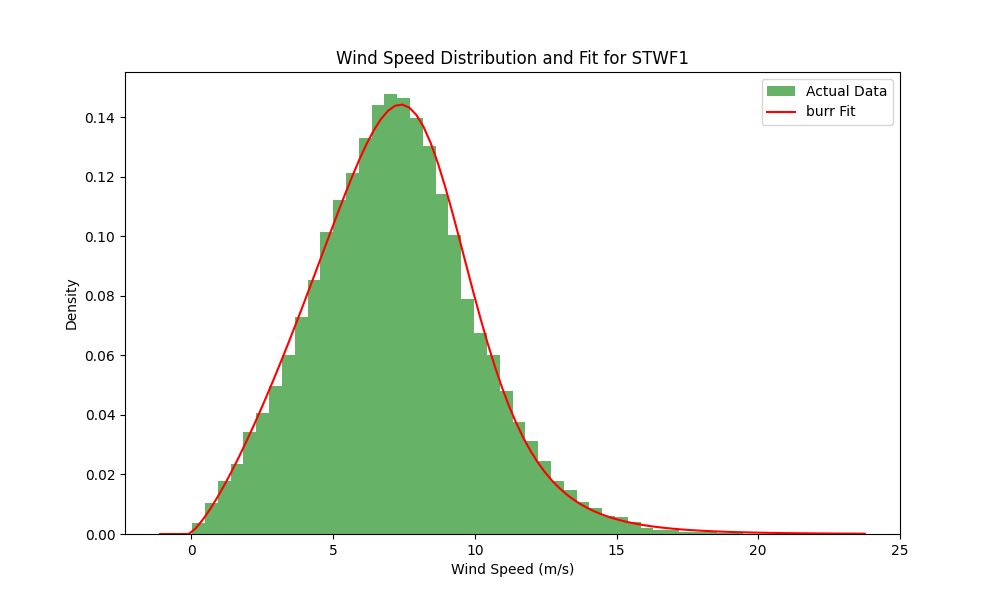 Wind Speed Distribution and Fit for STWF1
Actual Data
burr Fit
0.14
0.12
0.10
0.08
0.06
0.04
0.02
0.00
Density
0
5
10
15
20
25
Wind Speed (m/s)